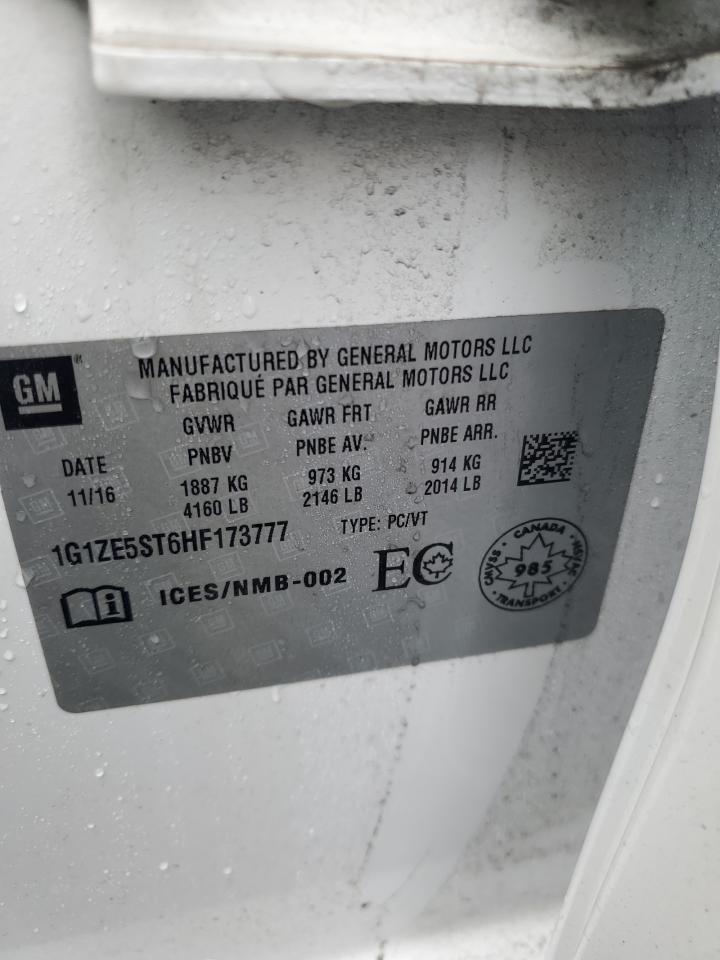 GM
®
MANUFACTURED BY GENERAL MOTORS LLC
FABRIQUÉ PAR GENERAL MOTORS LLC
DATE
11/16
GVWR
PNBV
1887 KG
4160 LB
GAWR FRT
PNBE AV.
973 KG
2146 LB
GAWR RR
PNBE ARR.
914 KG
2014 LB
1G1ZE5ST6HF173777
TYPE: PC/VT
i
ICES/NMB-002
EC
CANADA
CMVSS
985
NSVAC
TRANSPORT